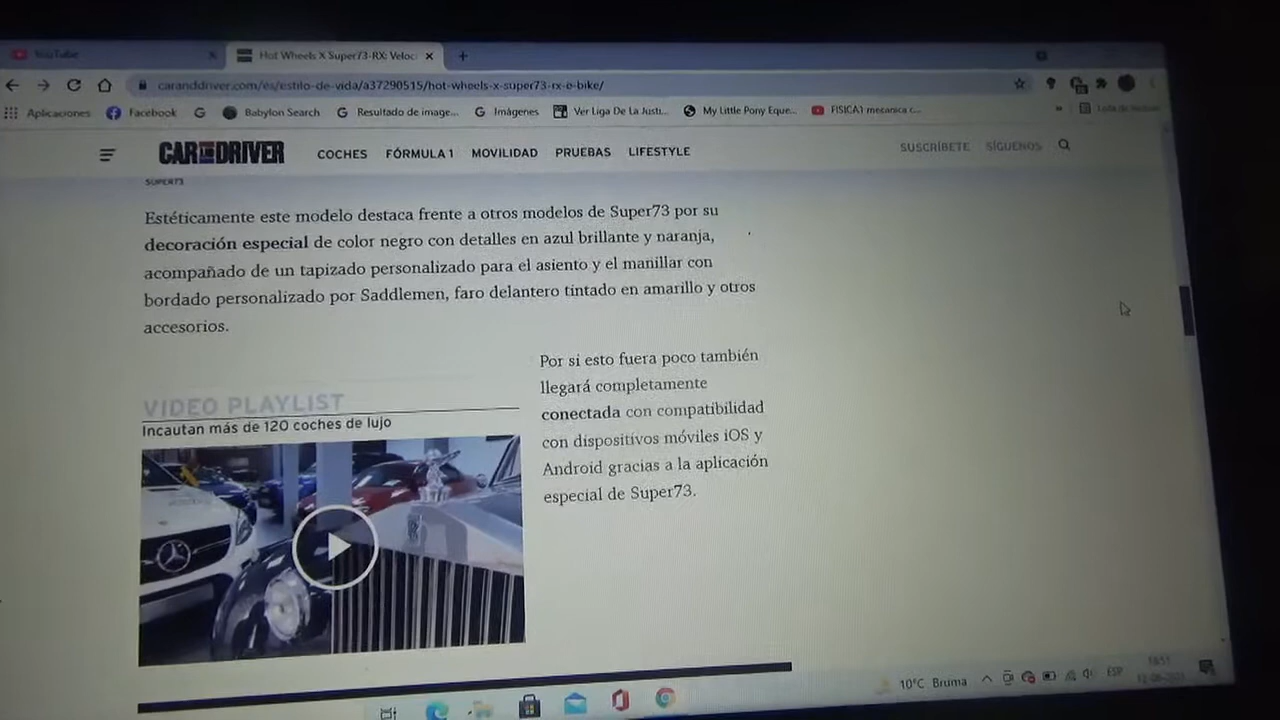 YouTube
Hot Wheels X Super73-RX: Veloc
caranddriver.com/es/estilo-de-vida/a37290515/hot-wheels-x-super73-rx-e-bike/
Aplicaciones Facebook Babylon Search Resultado de image... Imágenes Ver Liga De La Justi... My Little Pony Eque... FISICA1 mecanica c...
CAR AND DRIVER COCHES FÓRMULA 1 MOVILIDAD PRUEBAS LIFESTYLE SUSCRÍBETE SÍGUENOS
SUPER73
Estéticamente este modelo destaca frente a otros modelos de Super73 por su
decoración especial de color negro con detalles en azul brillante y naranja,
acompañado de un tapizado personalizado para el asiento y el manillar con
bordado personalizado por Saddlemen, faro delantero tintado en amarillo y otros
accesorios.
VIDEO PLAYLIST
Incautan más de 120 coches de lujo
Por si esto fuera poco también
llegará completamente
conectada con compatibilidad
con dispositivos móviles iOS y
Android gracias a la aplicación
especial de Super73.
10°C Bruma ESP